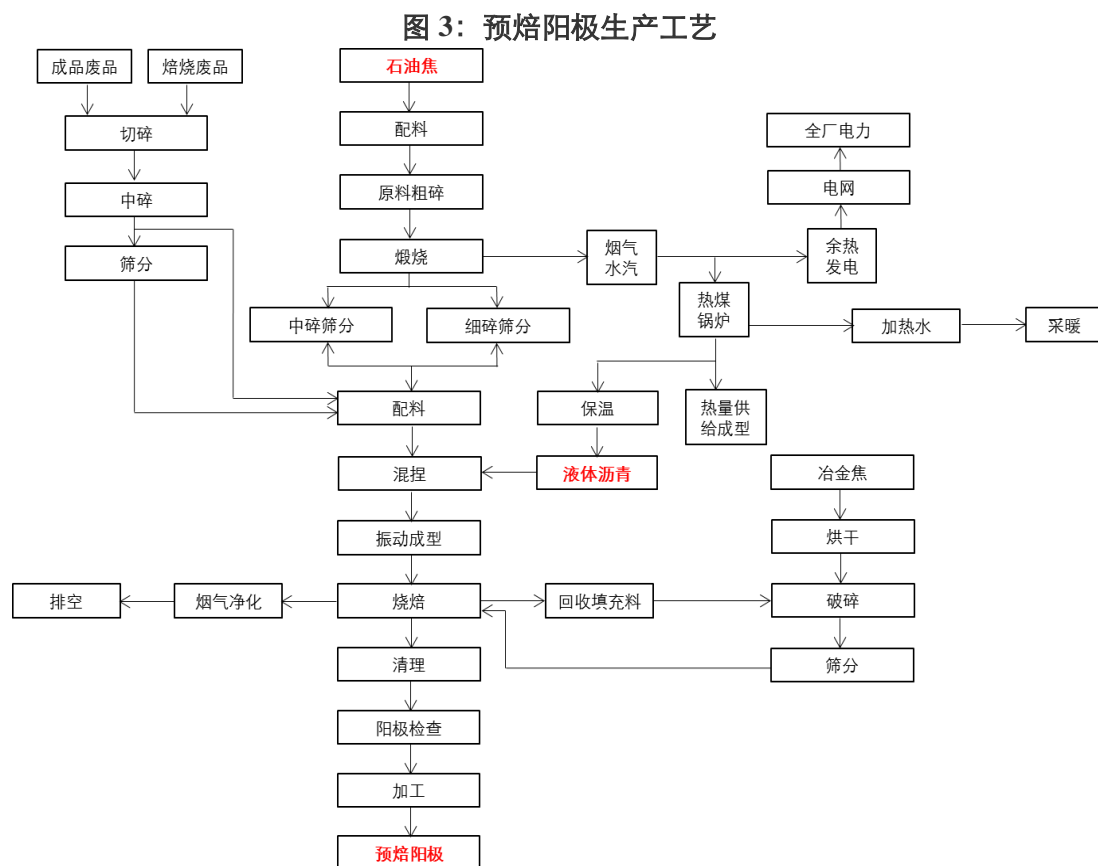 图 3：预焙阳极生产工艺
成品废品
焙烧废品
石油焦
切碎
配料
全厂电力
中碎
原料粗碎
电网
筛分
煅烧
烟气
水汽
余热
发电
中碎筛分
细碎筛分
热煤
锅炉
加热水
采暖
配料
保温
热量供
给成型
混捏
液体沥青
冶金焦
振动成型
烘干
排空
烟气净化
烧焙
回收填充料
破碎
清理
筛分
阳极检查
加工
预焙阳极